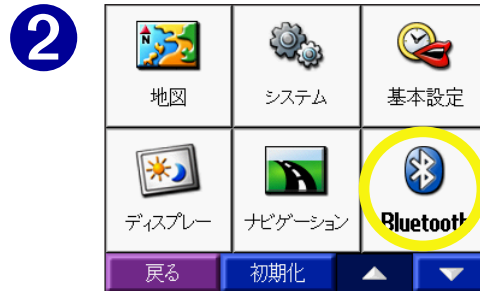 2
N
地図 システム 基本設定
ディスプレー ナビゲーション Bluetooth
戻る 初期化